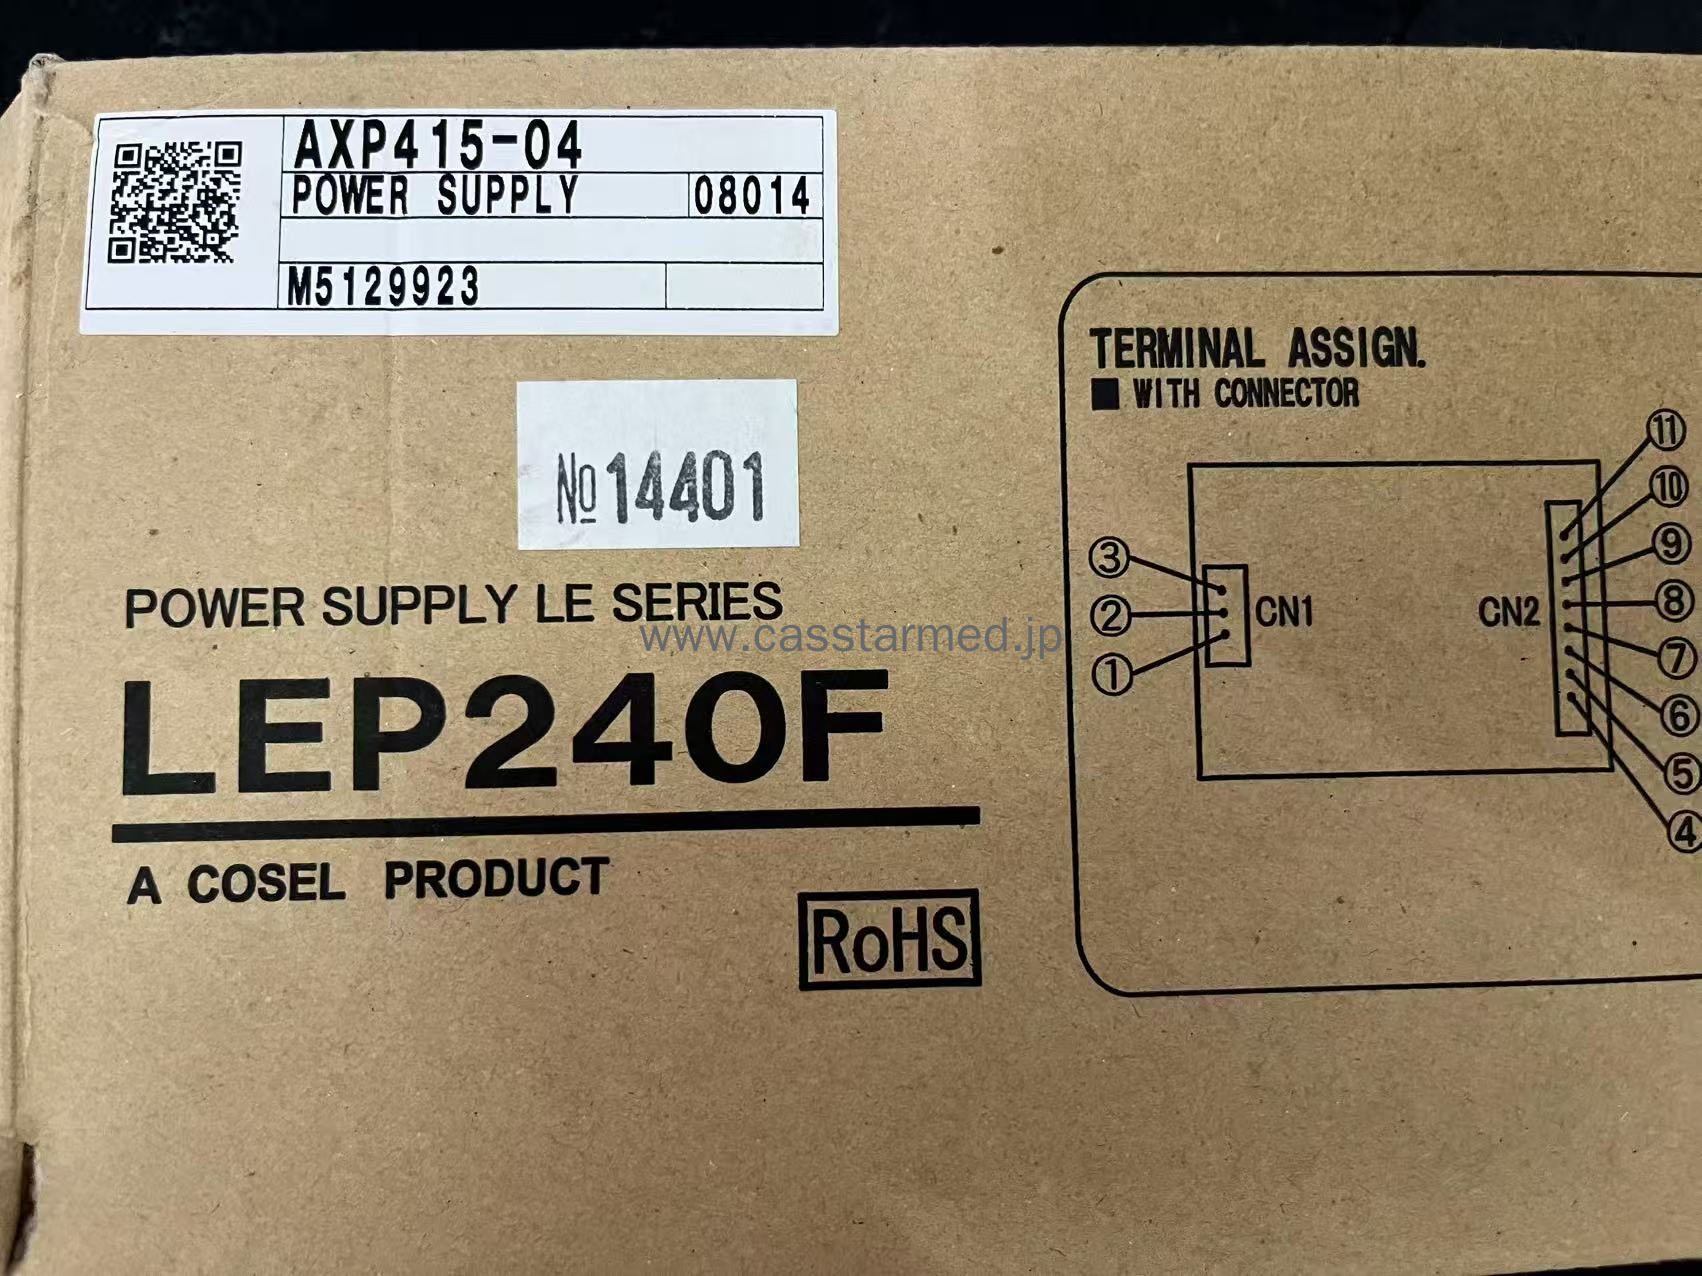 AXP415-04
POWER SUPPLY 08014
M5129923
№14401
POWER SUPPLY LE SERIES
www.casstarmed.jp
LEP240F
A COSEL PRODUCT
RoHS
TERMINAL ASSIGN.
■ WITH CONNECTOR
③
②
①
CN1
CN2
⑪
⑩
⑨
⑧
⑦
⑥
⑤
④